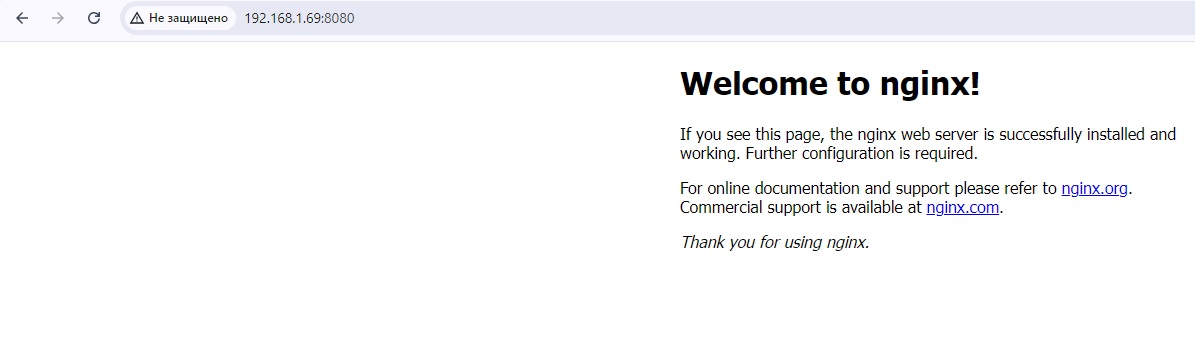 Не защищено 192.168.1.69:8080
Welcome to nginx!
If you see this page, the nginx web server is successfully installed and
working. Further configuration is required.
For online documentation and support please refer to nginx.org.
Commercial support is available at nginx.com.
Thank you for using nginx.